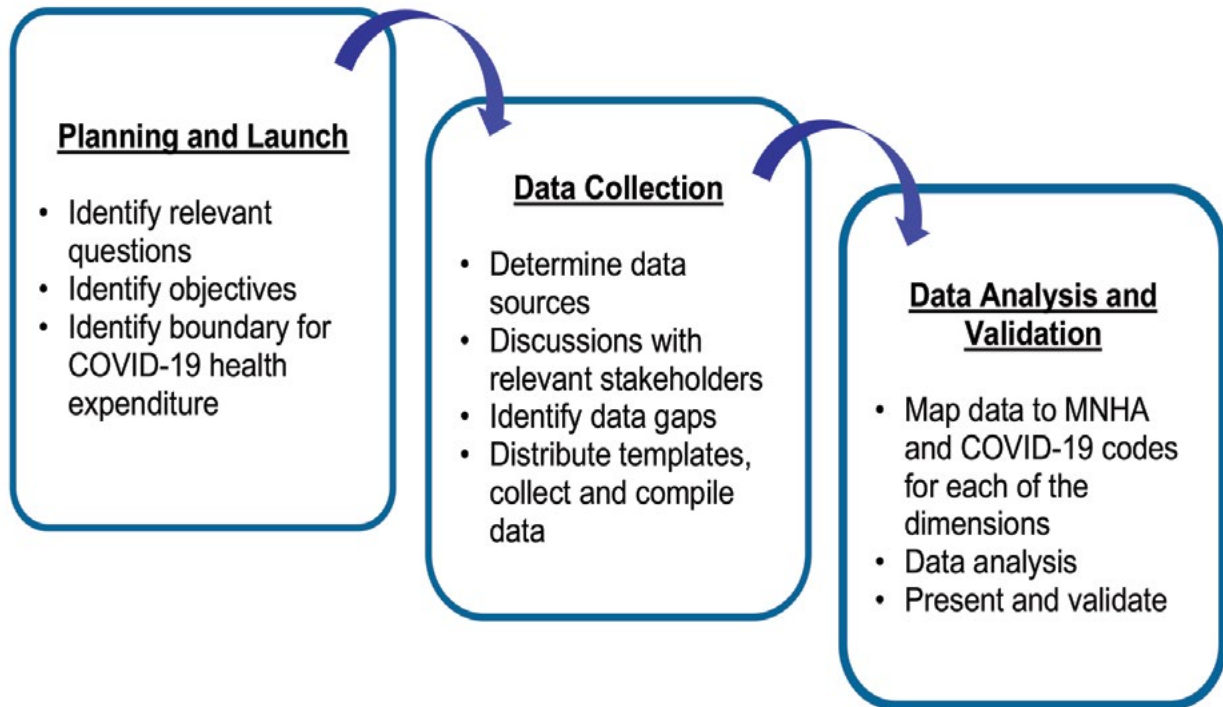 Planning and Launch
• Identify relevant
questions
• Identify objectives
• Identify boundary for
COVID-19 health
expenditure
Data Collection
• Determine data
sources
• Discussions with
relevant stakeholders
• Identify data gaps
• Distribute templates,
collect and compile
data
Data Analysis and
Validation
• Map data to MNHA
and COVID-19 codes
for each of the
dimensions
• Data analysis
• Present and validate